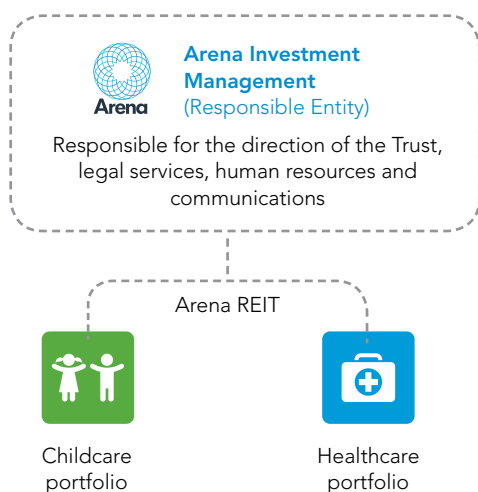 Arena
Arena Investment
Management
(Responsible Entity)
Responsible for the direction of the Trust,
legal services, human resources and
communications
Arena REIT
Childcare
portfolio
Healthcare
portfolio